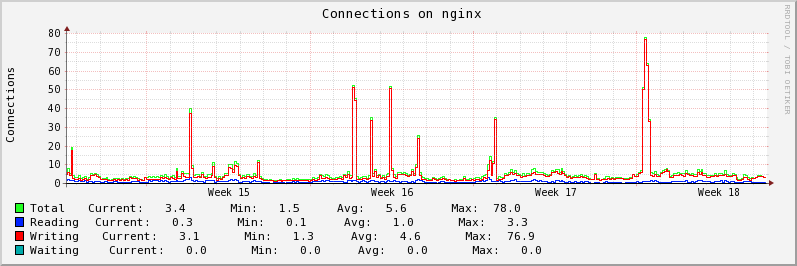 Connections on nginx
RRDTOOL / TOBI OETIKER
Connections
80
70
60
50
40
30
20
10
0
Week 15 Week 16 Week 17 Week 18
Total Current: 3.4 Min: 1.5 Avg: 5.6 Max: 78.0
Reading Current: 0.3 Min: 0.1 Avg: 1.0 Max: 3.3
Writing Current: 3.1 Min: 1.3 Avg: 4.6 Max: 76.9
Waiting Current: 0.0 Min: 0.0 Avg: 0.0 Max: 0.0